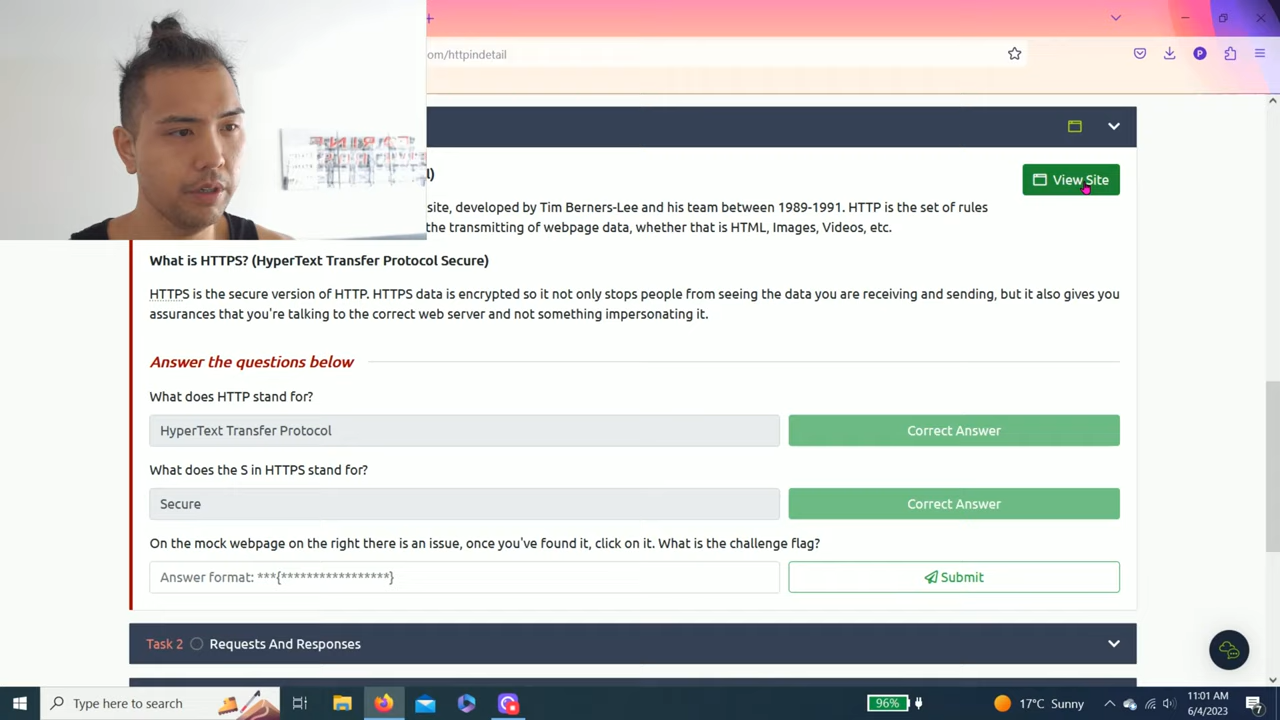 om/httpindetail
P
l)
View Site
site, developed by Tim Berners-Lee and his team between 1989-1991. HTTP is the set of rules
the transmitting of webpage data, whether that is HTML, Images, Videos, etc.
What is HTTPS? (HyperText Transfer Protocol Secure)
HTTPS is the secure version of HTTP. HTTPS data is encrypted so it not only stops people from seeing the data you are receiving and sending, but it also gives you
assurances that you're talking to the correct web server and not something impersonating it.
Answer the questions below
What does HTTP stand for?
HyperText Transfer Protocol
Correct Answer
What does the S in HTTPS stand for?
Secure
Correct Answer
On the mock webpage on the right there is an issue, once you've found it, click on it. What is the challenge flag?
Answer format: ***{*****************}
Submit
Task 2 Requests And Responses
Type here to search
96%
17°C Sunny
11:01 AM
6/4/2023
7